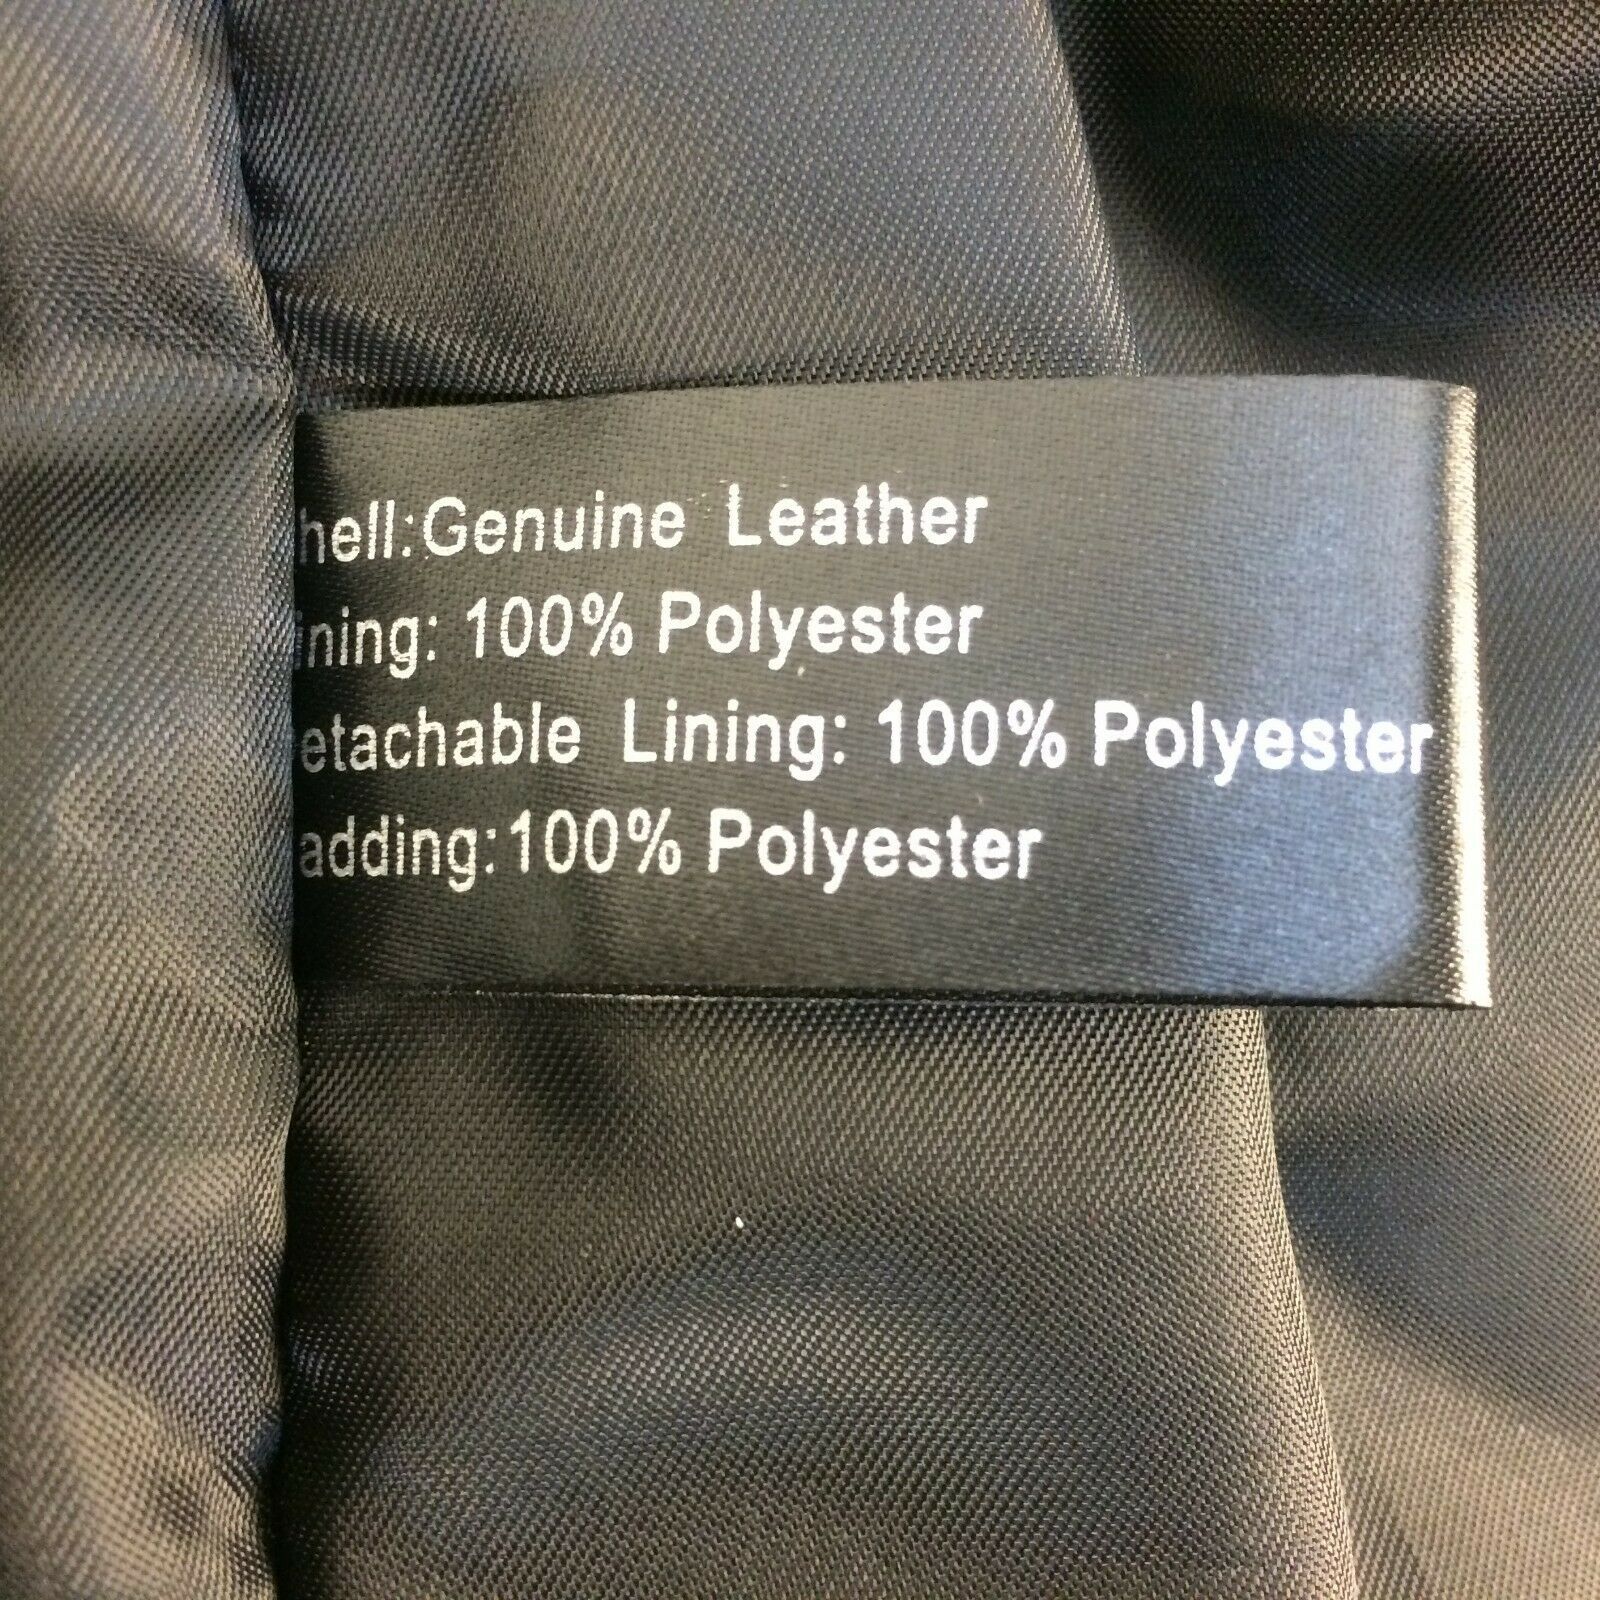 hell:Genuine Leather
ining: 100% Polyester
etachable Lining: 100% Polyester
adding:100% Polyester